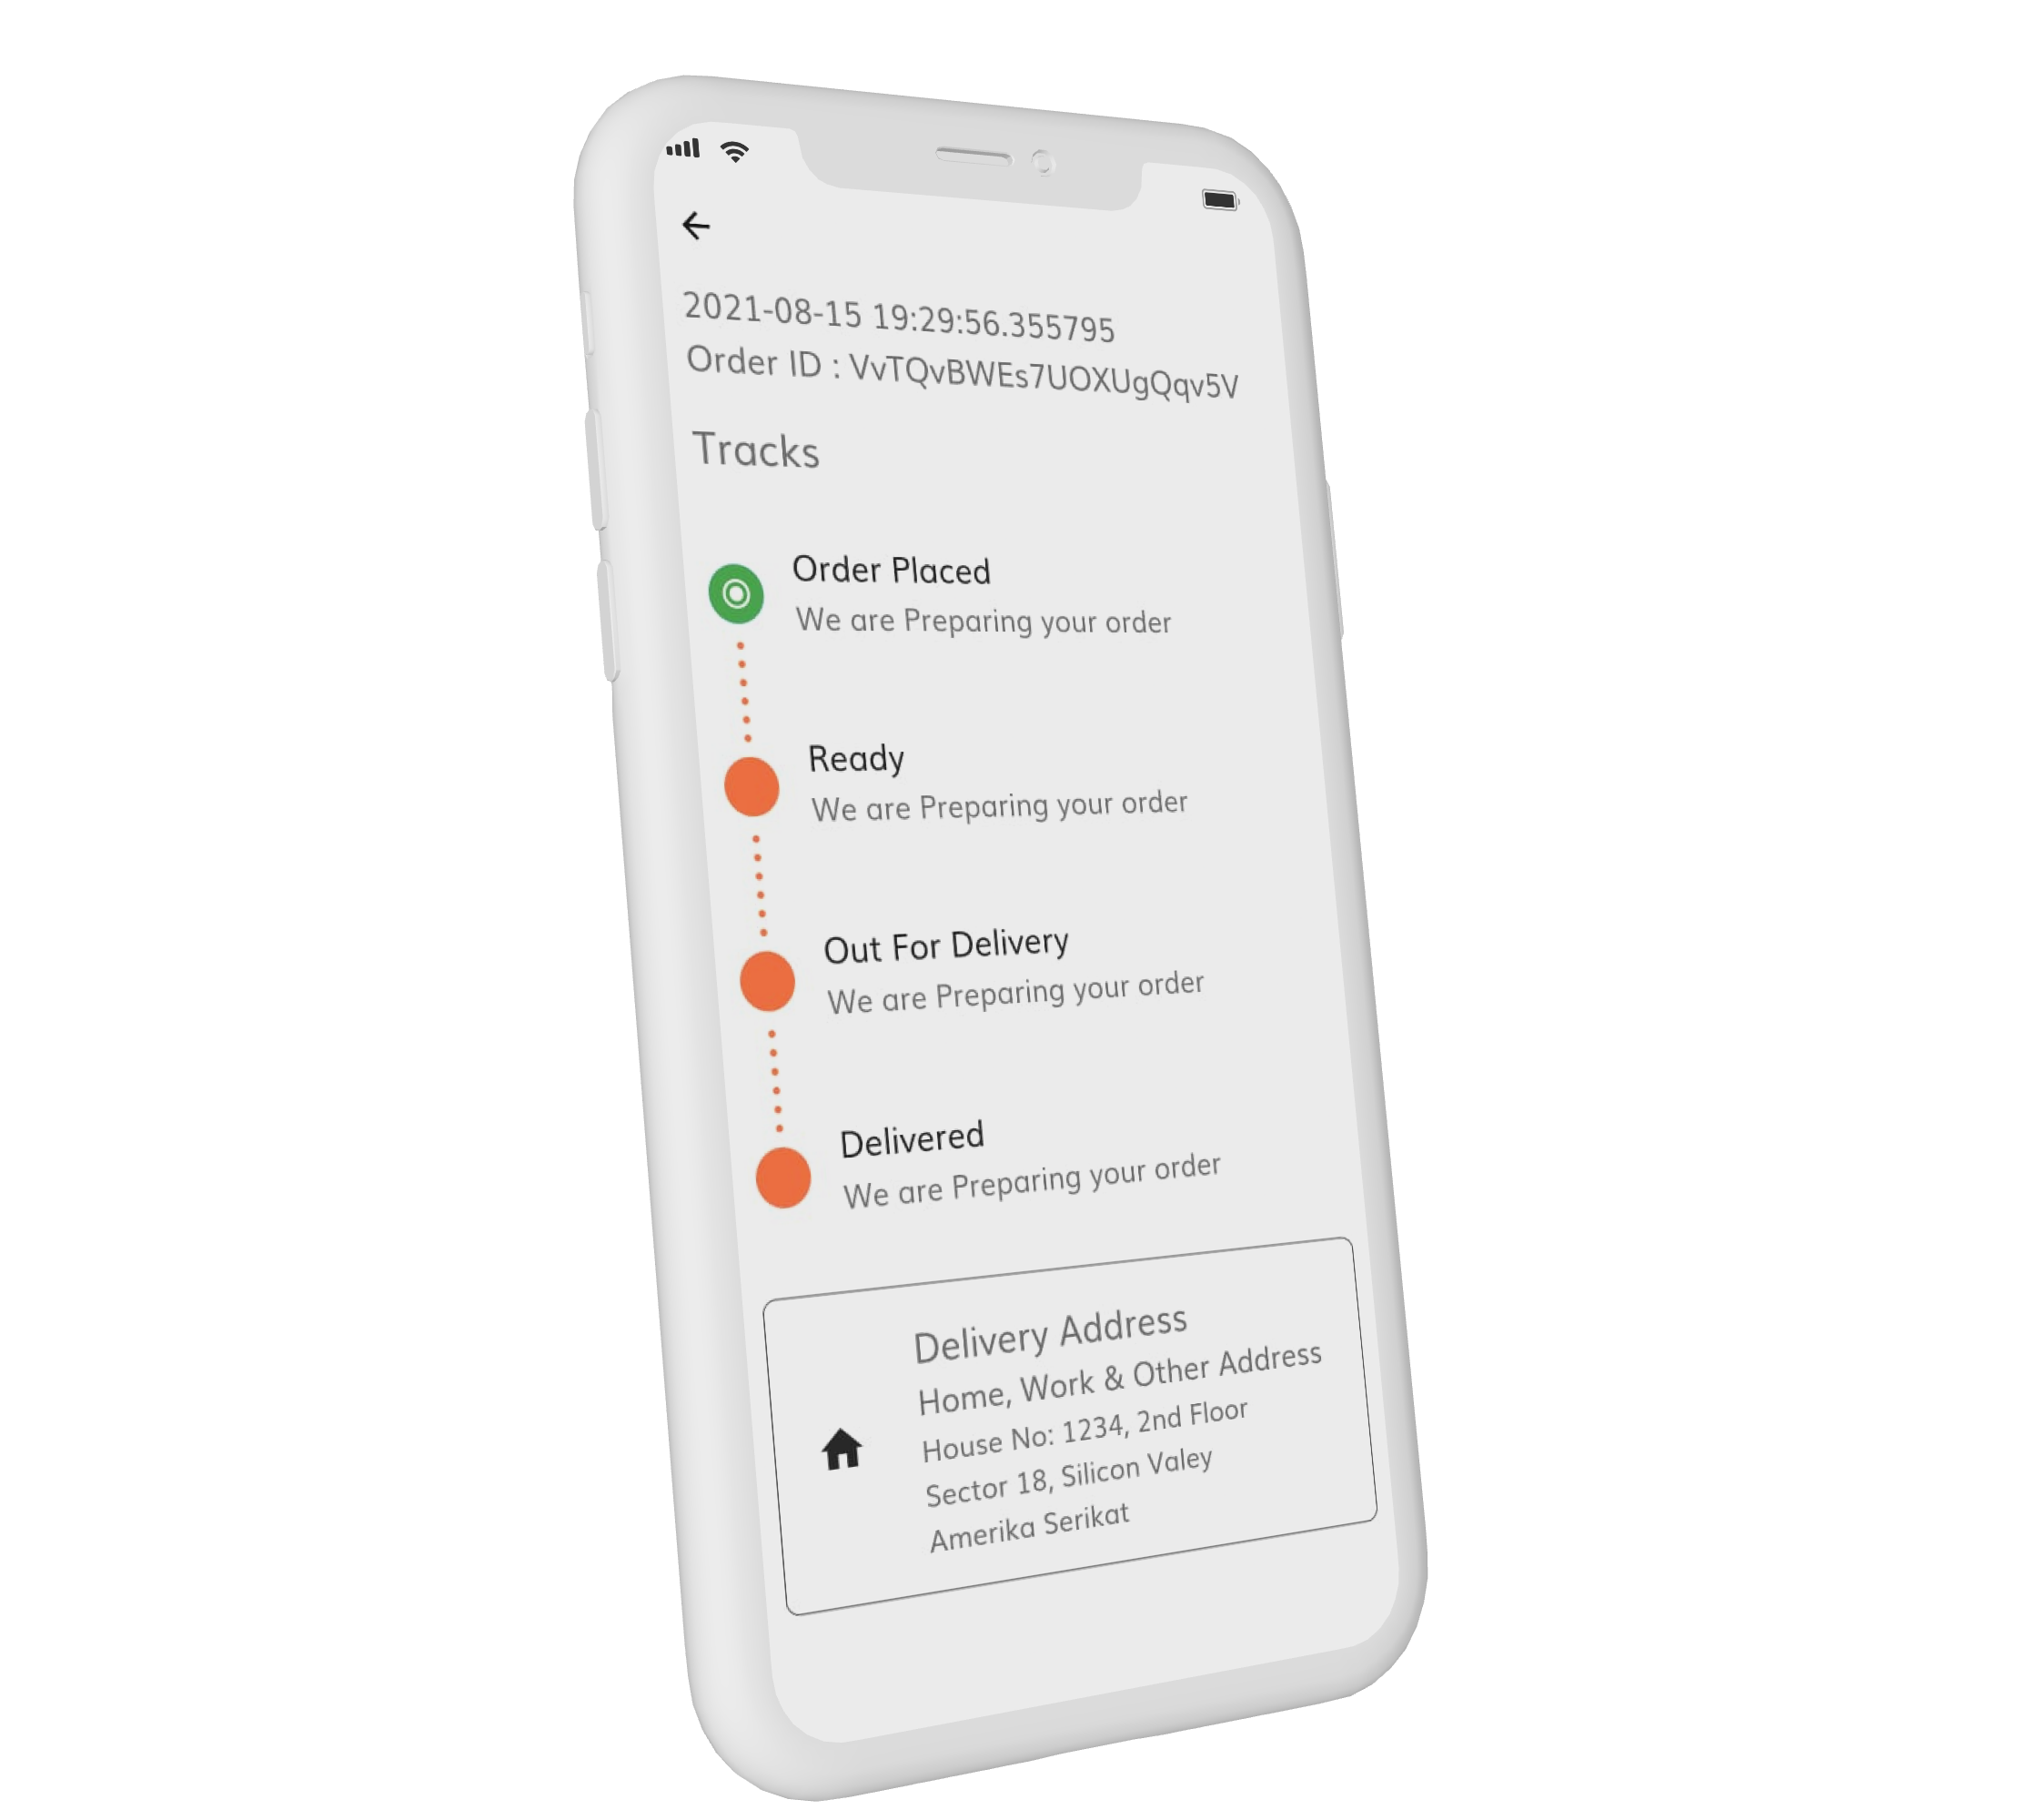 2021-08-15 19:29:56.355795
Order ID : VvTQvBWEs7UOXUgQqv5V
Tracks
Order Placed
We are Preparing your order
Ready
We are Preparing your order
Out For Delivery
We are Preparing your order
Delivered
We are Preparing your order
Delivery Address
Home, Work & Other Address
House No: 1234, 2nd Floor
Sector 18, Silicon Valey
Amerika Serikat